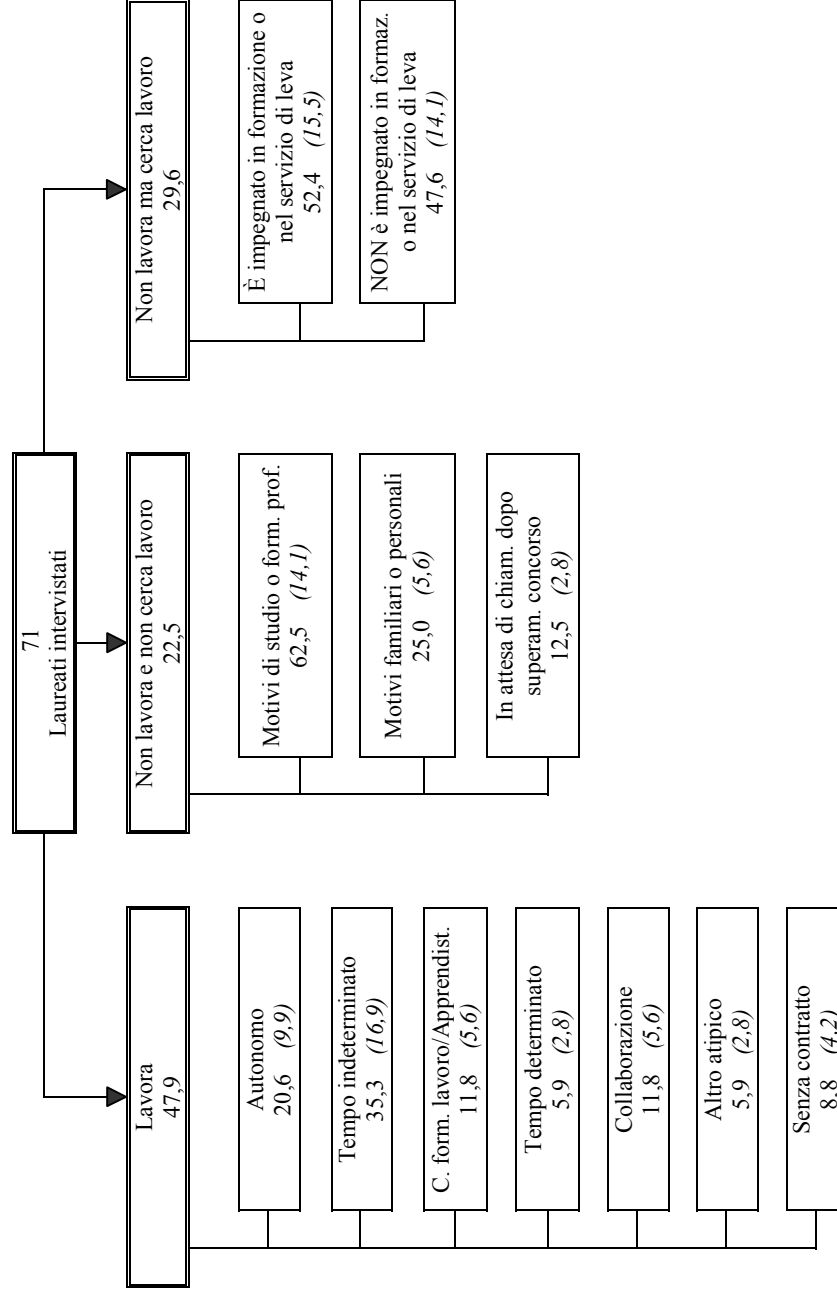 71
Laureati intervistati
Lavora
47,9
Autonomo
20,6 (9,9)
Tempo indeterminato
35,3 (16,9)
C. form. lavoro/Apprendist.
11,8 (5,6)
Tempo determinato
5,9 (2,8)
Collaborazione
11,8 (5,6)
Altro atipico
5,9 (2,8)
Senza contratto
8,8 (4,2)
Non lavora e non cerca lavoro
22,5
Motivi di studio o form. prof.
62,5 (14,1)
Motivi familiari o personali
25,0 (5,6)
In attesa di chiam. dopo
superam. concorso
12,5 (2,8)
Non lavora ma cerca lavoro
29,6
È impegnato in formazione o
nel servizio di leva
52,4 (15,5)
NON è impegnato in formaz.
o nel servizio di leva
47,6 (14,1)